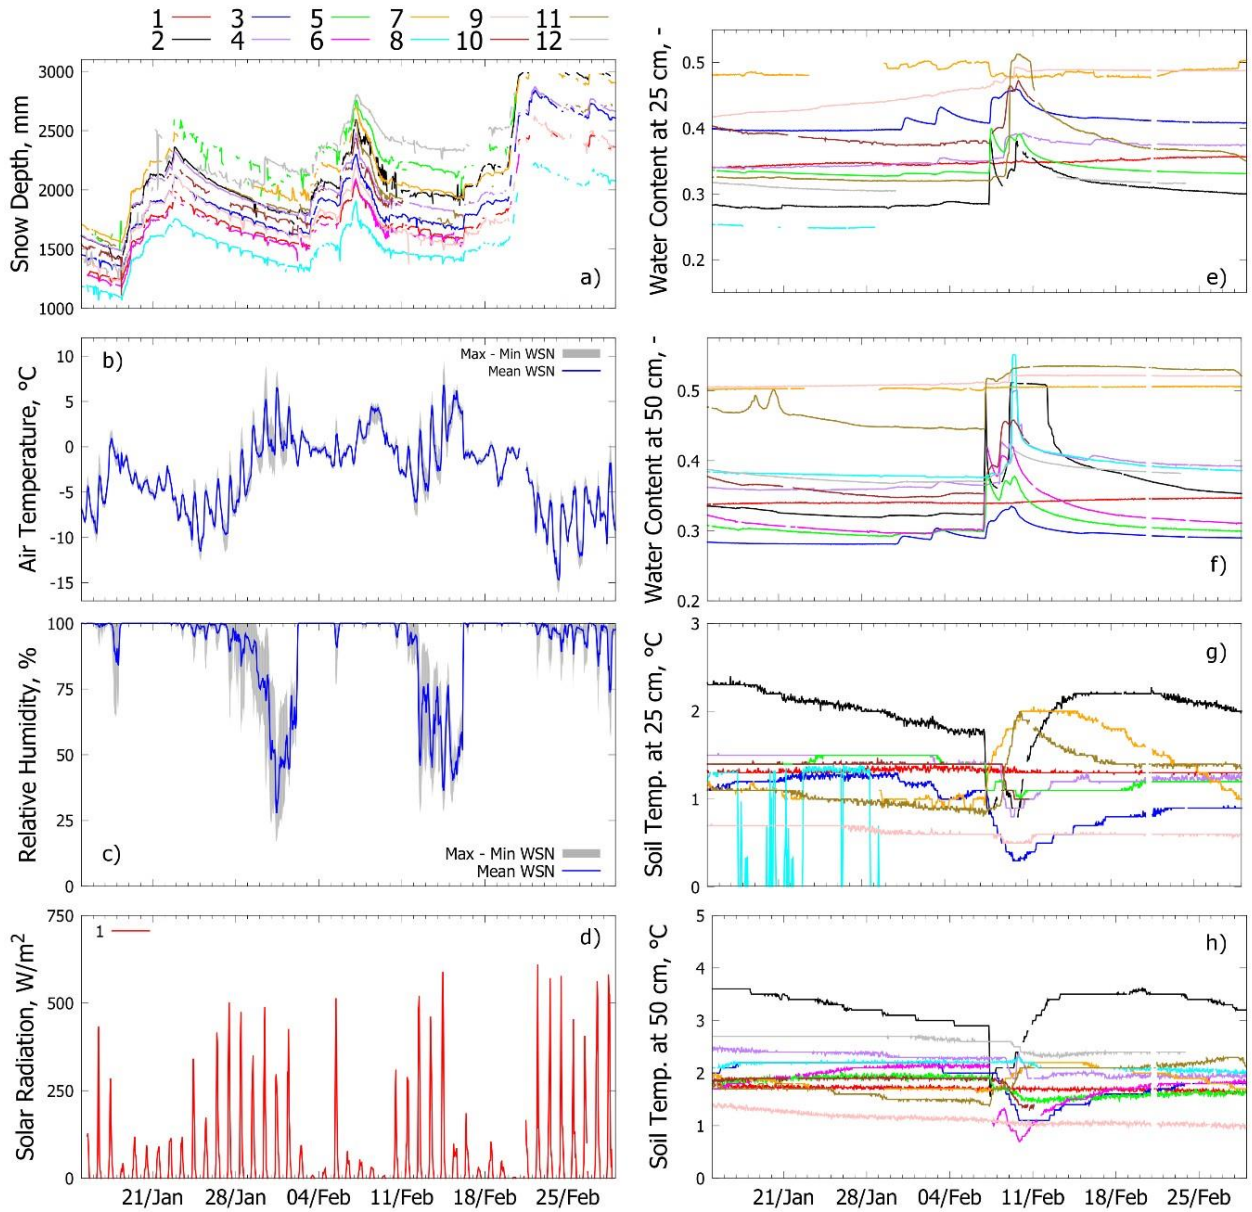 1 3 5 7 9 11
2 4 6 8 10 12
Snow Depth, mm
3000
2500
2000
1500
1000
a)
Air Temperature, °C
10
5
0
-5
-10
-15
b)
Max - Min WSN
Mean WSN
Relative Humidity, %
100
75
50
25
0
c)
Max - Min WSN
Mean WSN
Solar Radiation, W/m²
750
500
250
0
1
d)
21/Jan 28/Jan 04/Feb 11/Feb 18/Feb 25/Feb
Water Content at 25 cm, -
0.5
0.4
0.3
0.2
e)
Water Content at 50 cm, -
0.5
0.4
0.3
0.2
f)
Soil Temp. at 25 cm, °C
3
2
1
0
g)
Soil Temp. at 50 cm, °C
5
4
3
2
1
0
h)
21/Jan 28/Jan 04/Feb 11/Feb 18/Feb 25/Feb